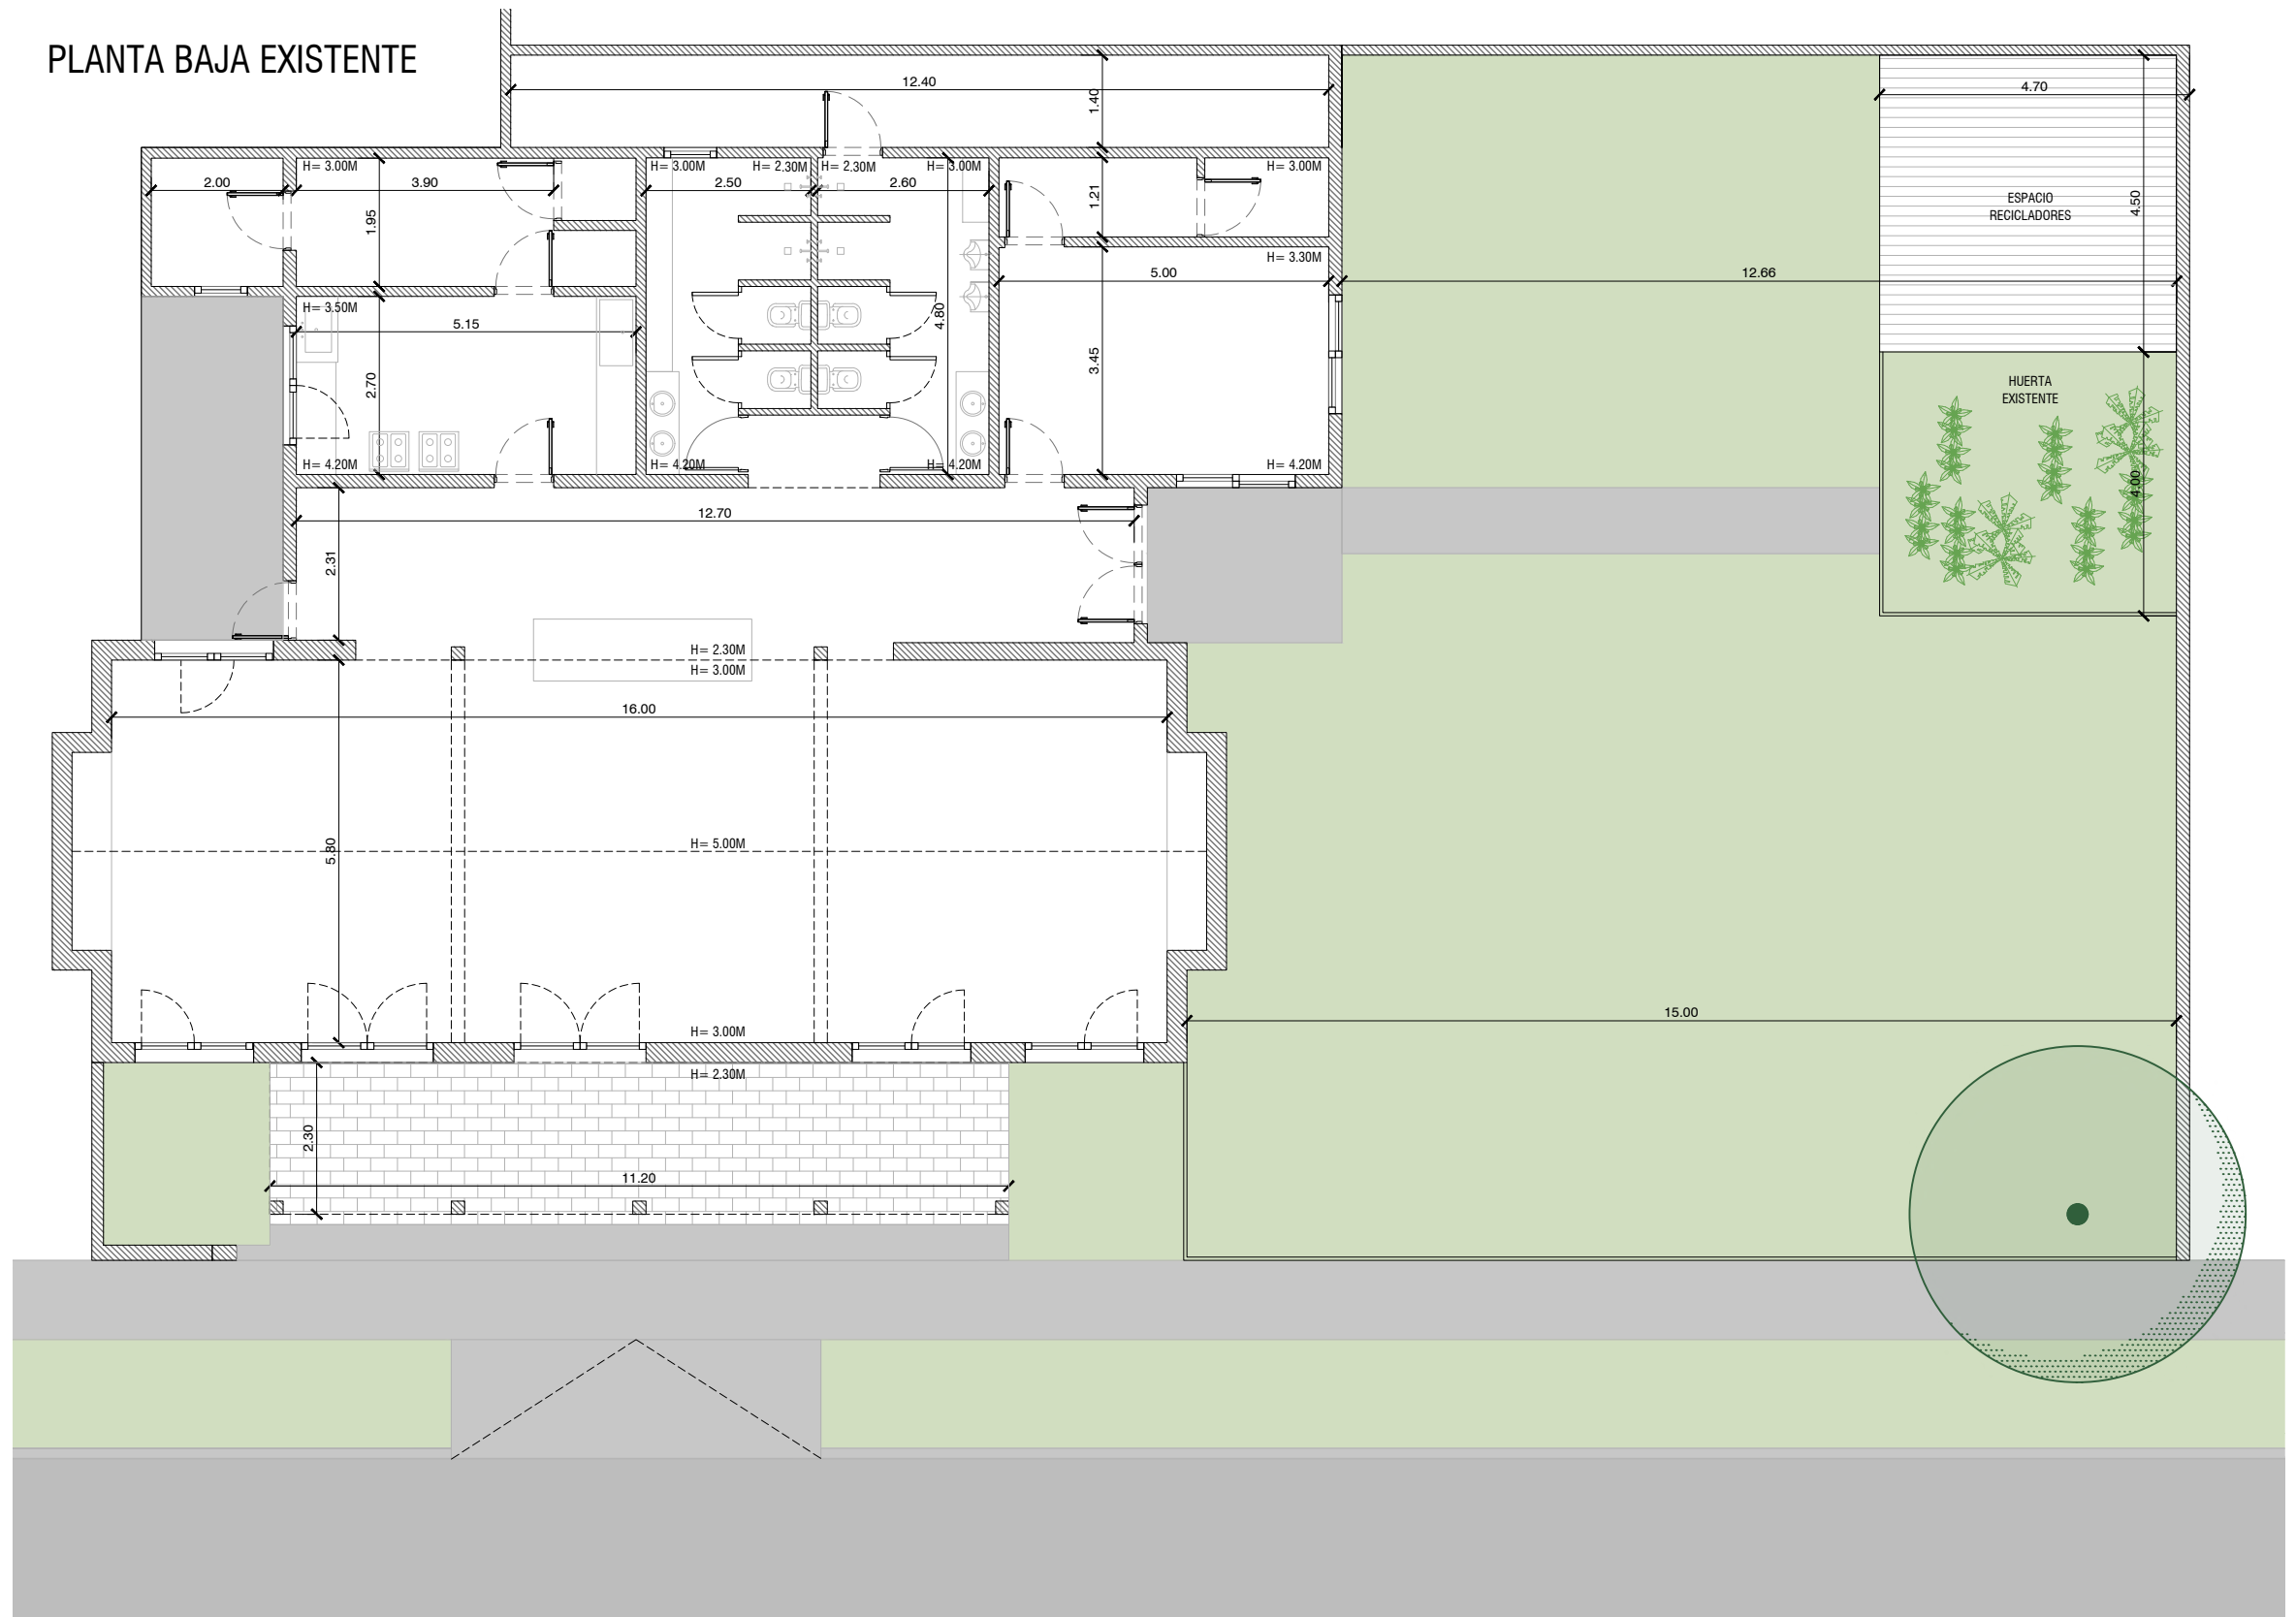 PLANTA BAJA EXISTENTE
12.40
1.40
4.70
H= 3.00M
H= 3.00M
H= 2.30M
H= 2.30M
H= 3.00M
H= 3.00M
2.00
3.90
2.50
2.60
1.95
1.21
ESPACIO
RECICLADORES
4.50
H= 3.30M
5.00
12.66
H= 3.50M
5.15
4.80
2.70
3.45
HUERTA
EXISTENTE
H= 4.20M
H= 4.20M
H= 4.20M
H= 4.20M
4.00
12.70
2.31
H= 2.30M
H= 3.00M
16.00
5.80
H= 5.00M
15.00
H= 3.00M
H= 2.30M
2.30
11.20